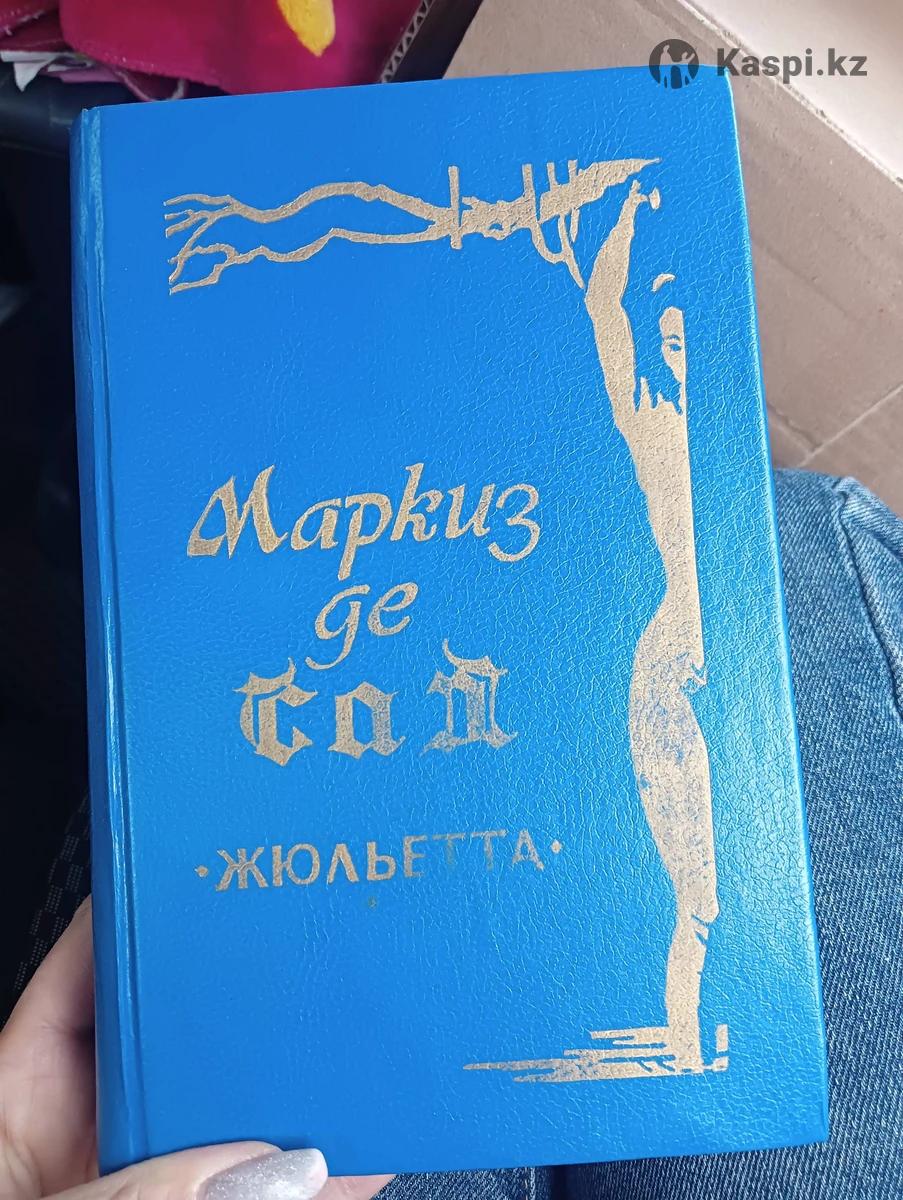 Kaspi.kz
Маркиз
де
Сад
·ЖЮЛЬЕТТА·